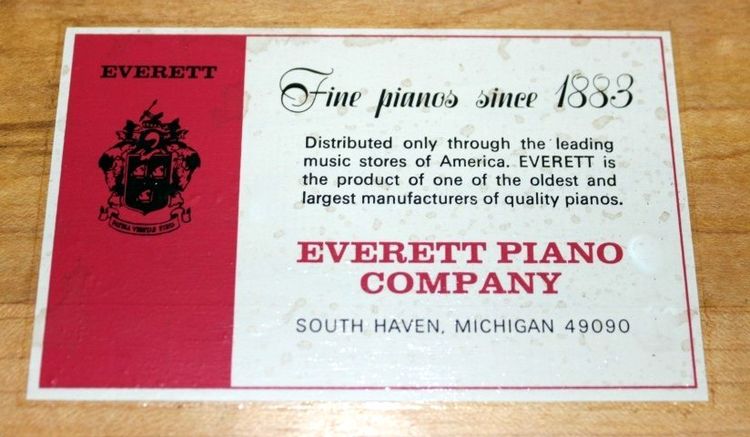 EVERETT
Fine pianos since 1883
Distributed only through the leading
music stores of America. EVERETT is
the product of one of the oldest and
largest manufacturers of quality pianos.
EVERETT PIANO
COMPANY
SOUTH HAVEN, MICHIGAN 49090